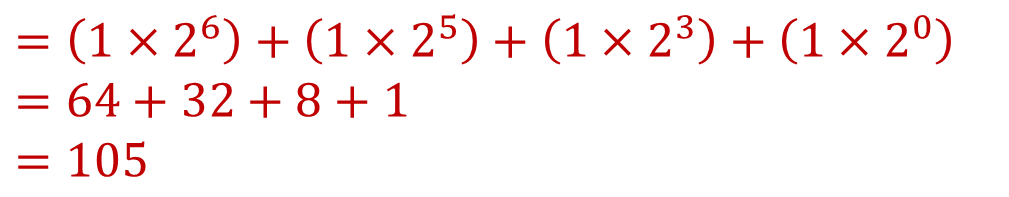 = (1 × 2⁶) + (1 × 2⁵) + (1 × 2³) + (1 × 2⁰)
= 64 + 32 + 8 + 1
= 105